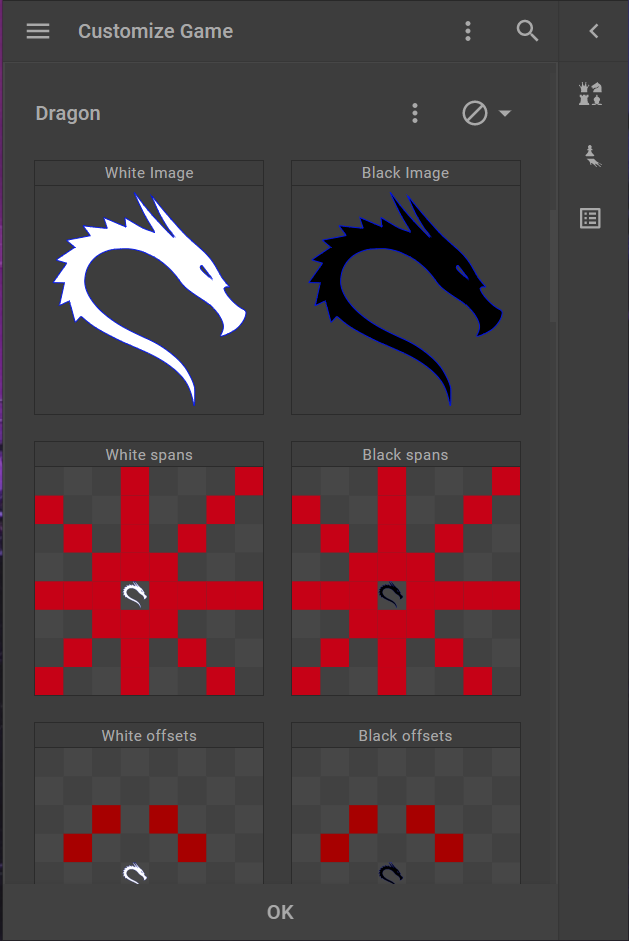 Customize Game
Dragon
White Image
Black Image
White spans
Black spans
White offsets
Black offsets
OK